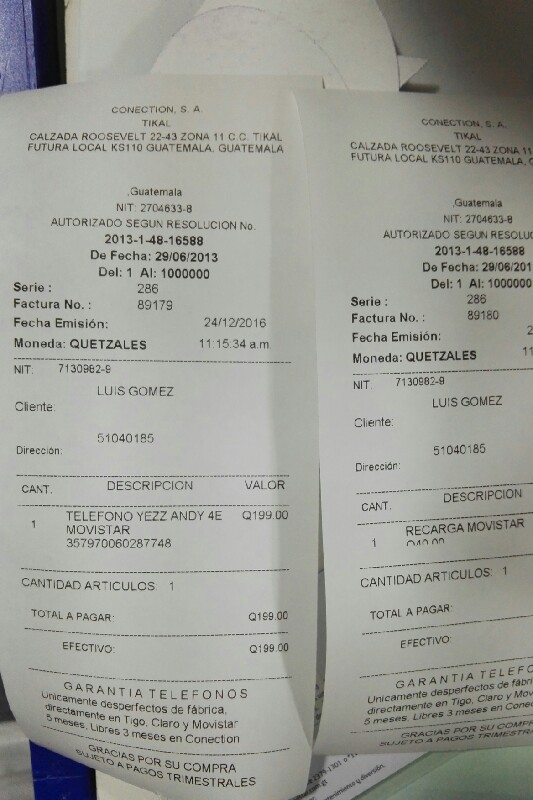 CONECTION, S. A.
TIKAL
CALZADA ROOSEVELT 22-43 ZONA 11 C.C. TIKAL
FUTURA LOCAL KS110 GUATEMALA, GUATEMALA
,Guatemala
NIT: 2704633-8
AUTORIZADO SEGUN RESOLUCION No.
2013-1-48-16588
De Fecha: 29/06/2013
Del: 1 Al: 1000000
Serie : 286
Factura No. : 89179
Fecha Emisión: 24/12/2016
Moneda: QUETZALES 11:15:34 a.m.
NIT: 7130982-9
LUIS GOMEZ
Cliente:
51040185
Dirección:
CANT. DESCRIPCION VALOR
1 TELEFONO YEZZ ANDY 4E Q199.00
MOVISTAR
357970060287748
CANTIDAD ARTICULOS: 1
TOTAL A PAGAR: Q199.00
EFECTIVO: Q199.00
GARANTIA TELEFONOS
Unicamente desperfectos de fábrica,
directamente en Tigo, Claro y Movistar
5 meses, Libres 3 meses en Conection
GRACIAS POR SU COMPRA
SUJETO A PAGOS TRIMESTRALES
CONECTION, S. A.
TIKAL
CALZADA ROOSEVELT 22-43 ZONA 11
FUTURA LOCAL KS110 GUATEMALA,
,Guatemala
NIT: 2704633-8
AUTORIZADO SEGUN
2013-1-48-16588
De Fecha: 29/06/201
Del: 1 Al: 1000000
Serie : 286
Factura No. : 89180
Fecha Emisión: 2
Moneda: QUETZALES 11
NIT: 7130982-9
LUIS GOMEZ
Cliente:
51040185
Dirección:
CANT. DESCRIPCION
1 RECARGA MOVISTAR
CANTIDAD ARTICULOS: 1
TOTAL A PAGAR:
EFECTIVO:
GARANTIA TELEFO
Unicamente desperfectos de
directamente en Tigo, Claro y
5 meses, Libres 3 meses en
GRACIAS POR SU
SUJETO A PAGOS